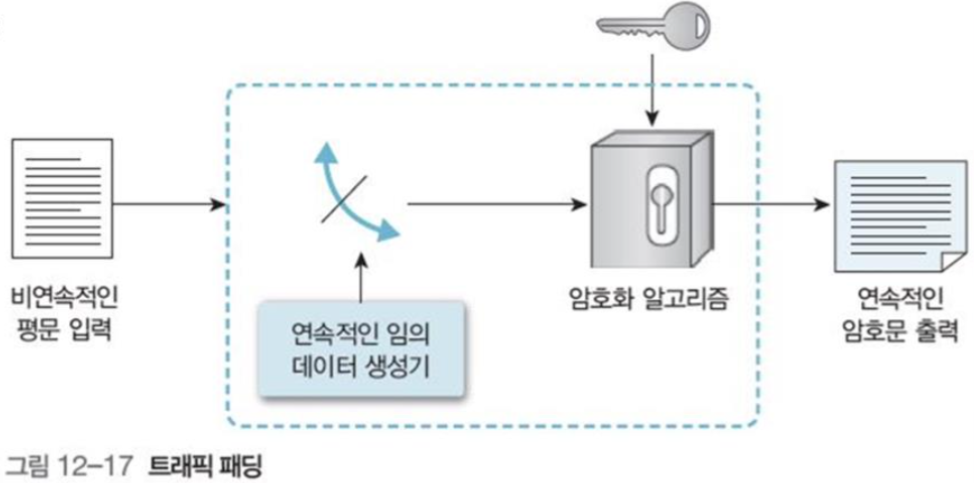 비연속적인
평문 입력
연속적인 임의
데이터 생성기
암호화 알고리즘
연속적인
암호문 출력
그림 12-17 트래픽 패딩